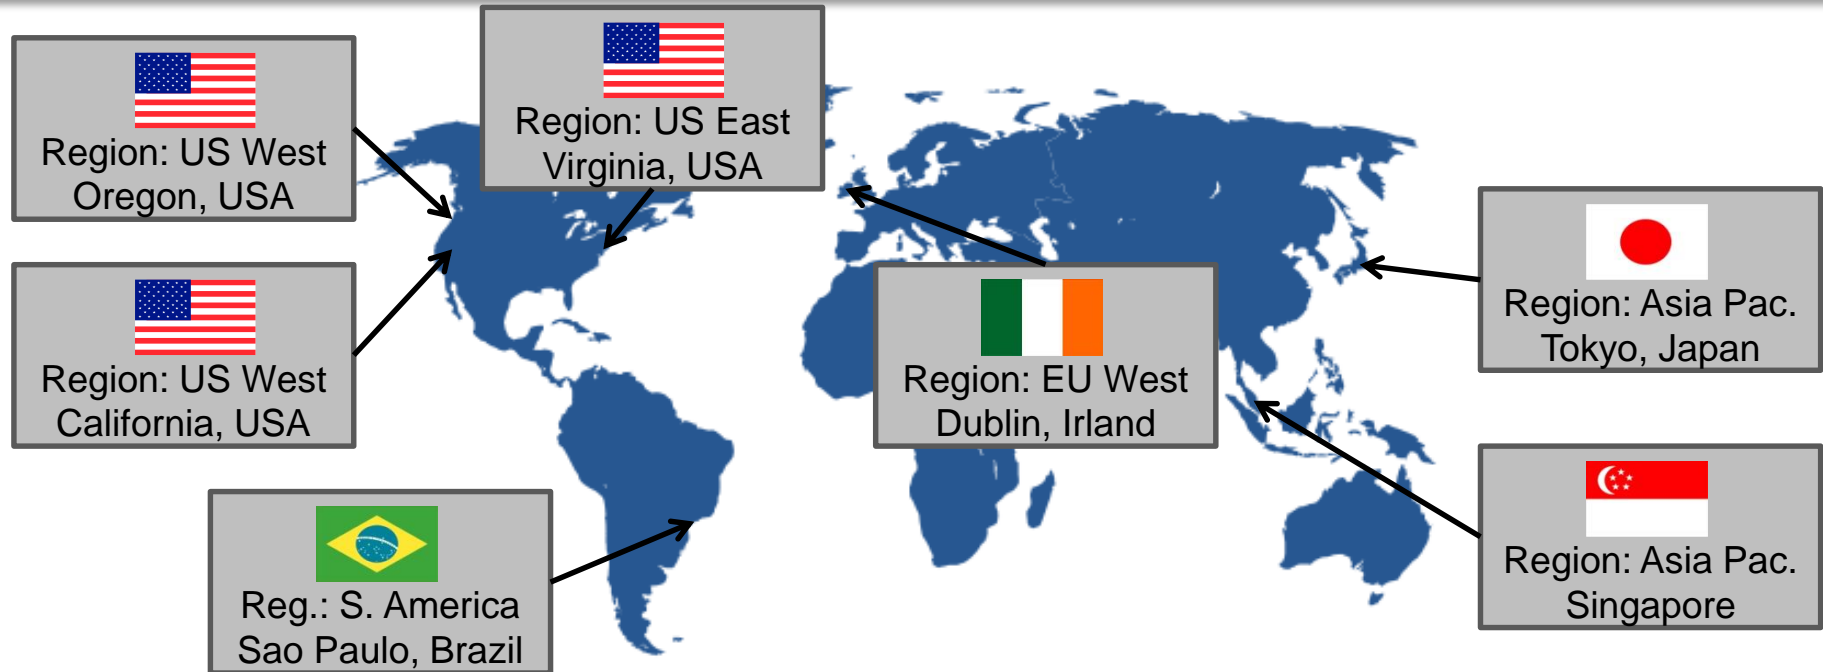 Region: US West
Oregon, USA
Region: US East
Virginia, USA
Region: US West
California, USA
Region: EU West
Dublin, Irland
Region: Asia Pac.
Tokyo, Japan
Reg.: S. America
Sao Paulo, Brazil
Region: Asia Pac.
Singapore